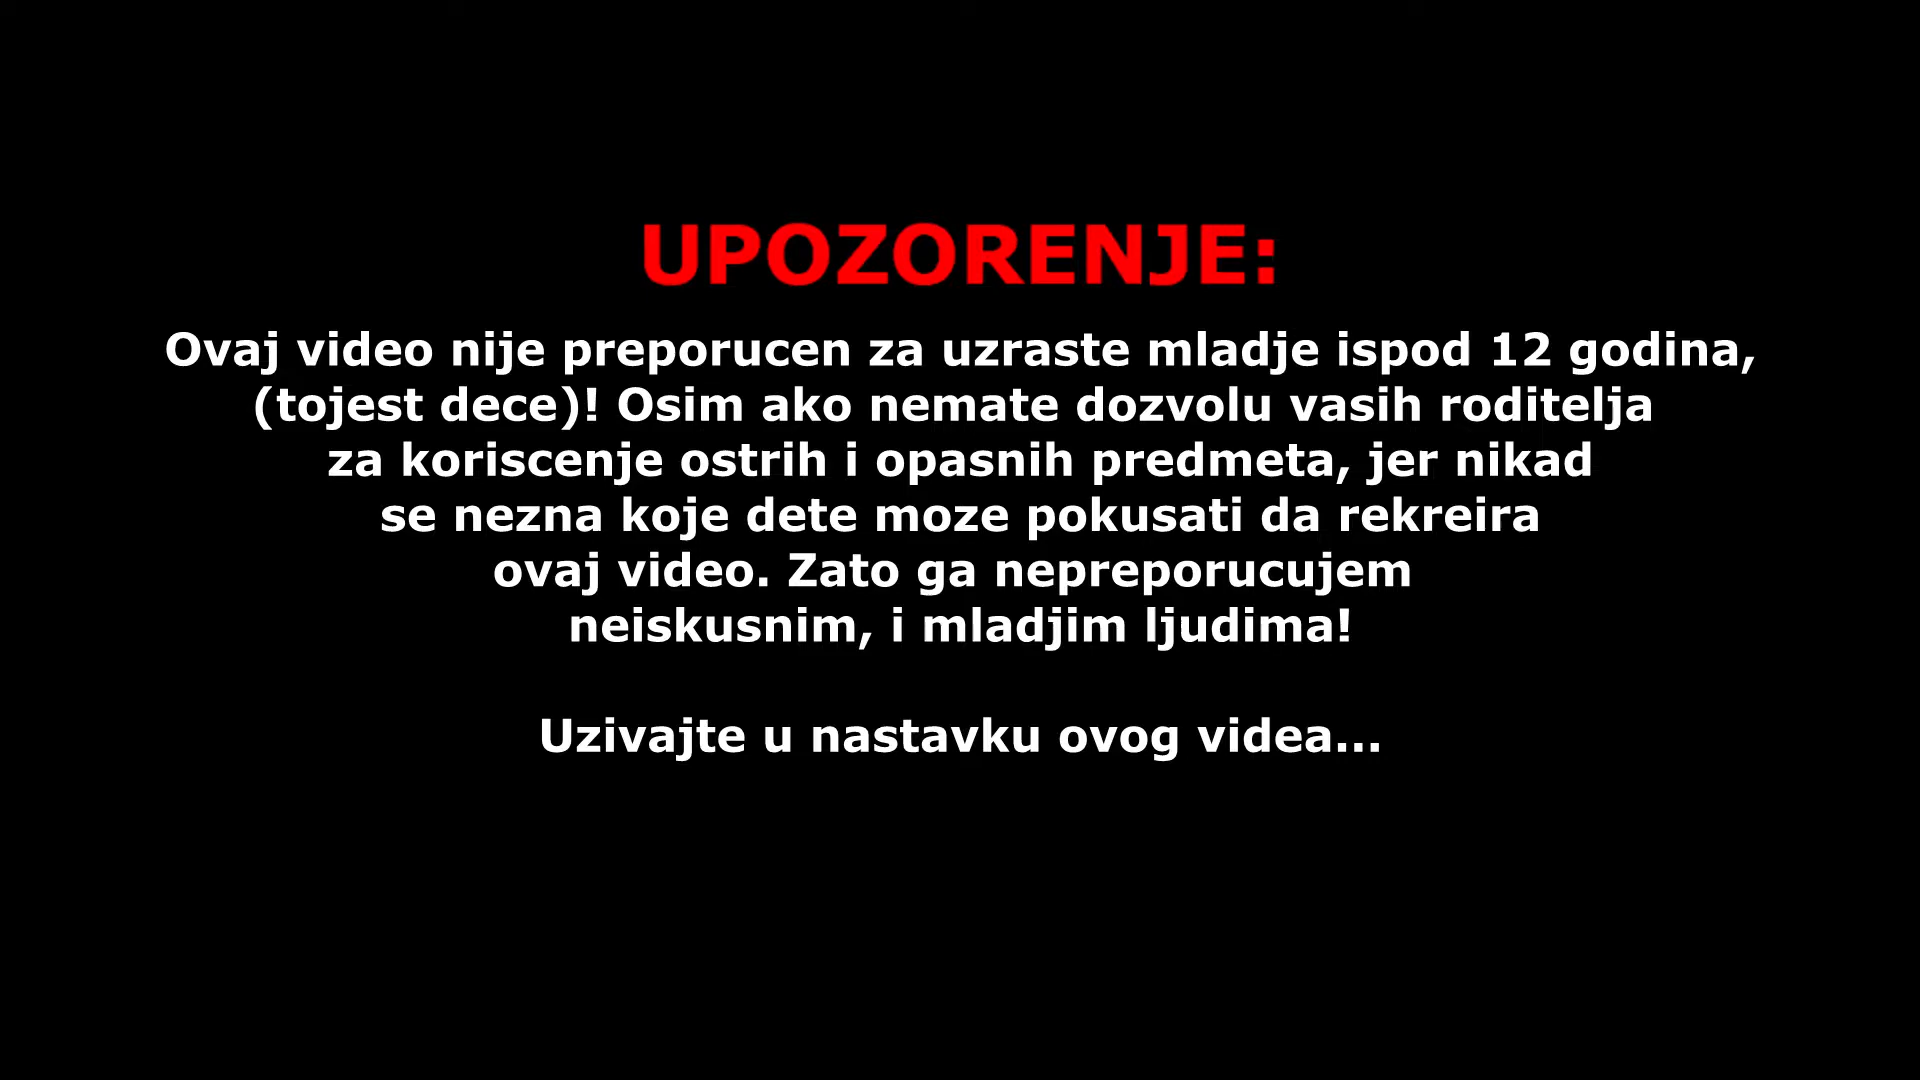 UPOZORENJE:
Ovaj video nije preporucen za uzraste mladje ispod 12 godina,
(tojest dece)! Osim ako nemate dozvolu vasih roditelja
za koriscenje ostrih i opasnih predmeta, jer nikad
se nezna koje dete moze pokusati da rekreira
ovaj video. Zato ga nepreporucujem
neiskusnim, i mladjim ljudima!
Uzivajte u nastavku ovog videa...